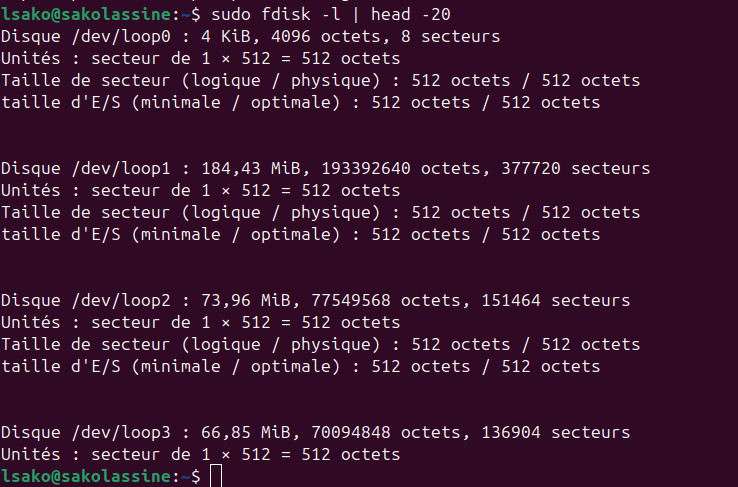 lsako@sakolassine:~$ sudo fdisk -l | head -20
Disque /dev/loop0 : 4 KiB, 4096 octets, 8 secteurs
Unités : secteur de 1 × 512 = 512 octets
Taille de secteur (logique / physique) : 512 octets / 512 octets
taille d'E/S (minimale / optimale) : 512 octets / 512 octets
Disque /dev/loop1 : 184,43 MiB, 193392640 octets, 377720 secteurs
Unités : secteur de 1 × 512 = 512 octets
Taille de secteur (logique / physique) : 512 octets / 512 octets
taille d'E/S (minimale / optimale) : 512 octets / 512 octets
Disque /dev/loop2 : 73,96 MiB, 77549568 octets, 151464 secteurs
Unités : secteur de 1 × 512 = 512 octets
Taille de secteur (logique / physique) : 512 octets / 512 octets
taille d'E/S (minimale / optimale) : 512 octets / 512 octets
Disque /dev/loop3 : 66,85 MiB, 70094848 octets, 136904 secteurs
Unités : secteur de 1 × 512 = 512 octets
lsako@sakolassine:~$